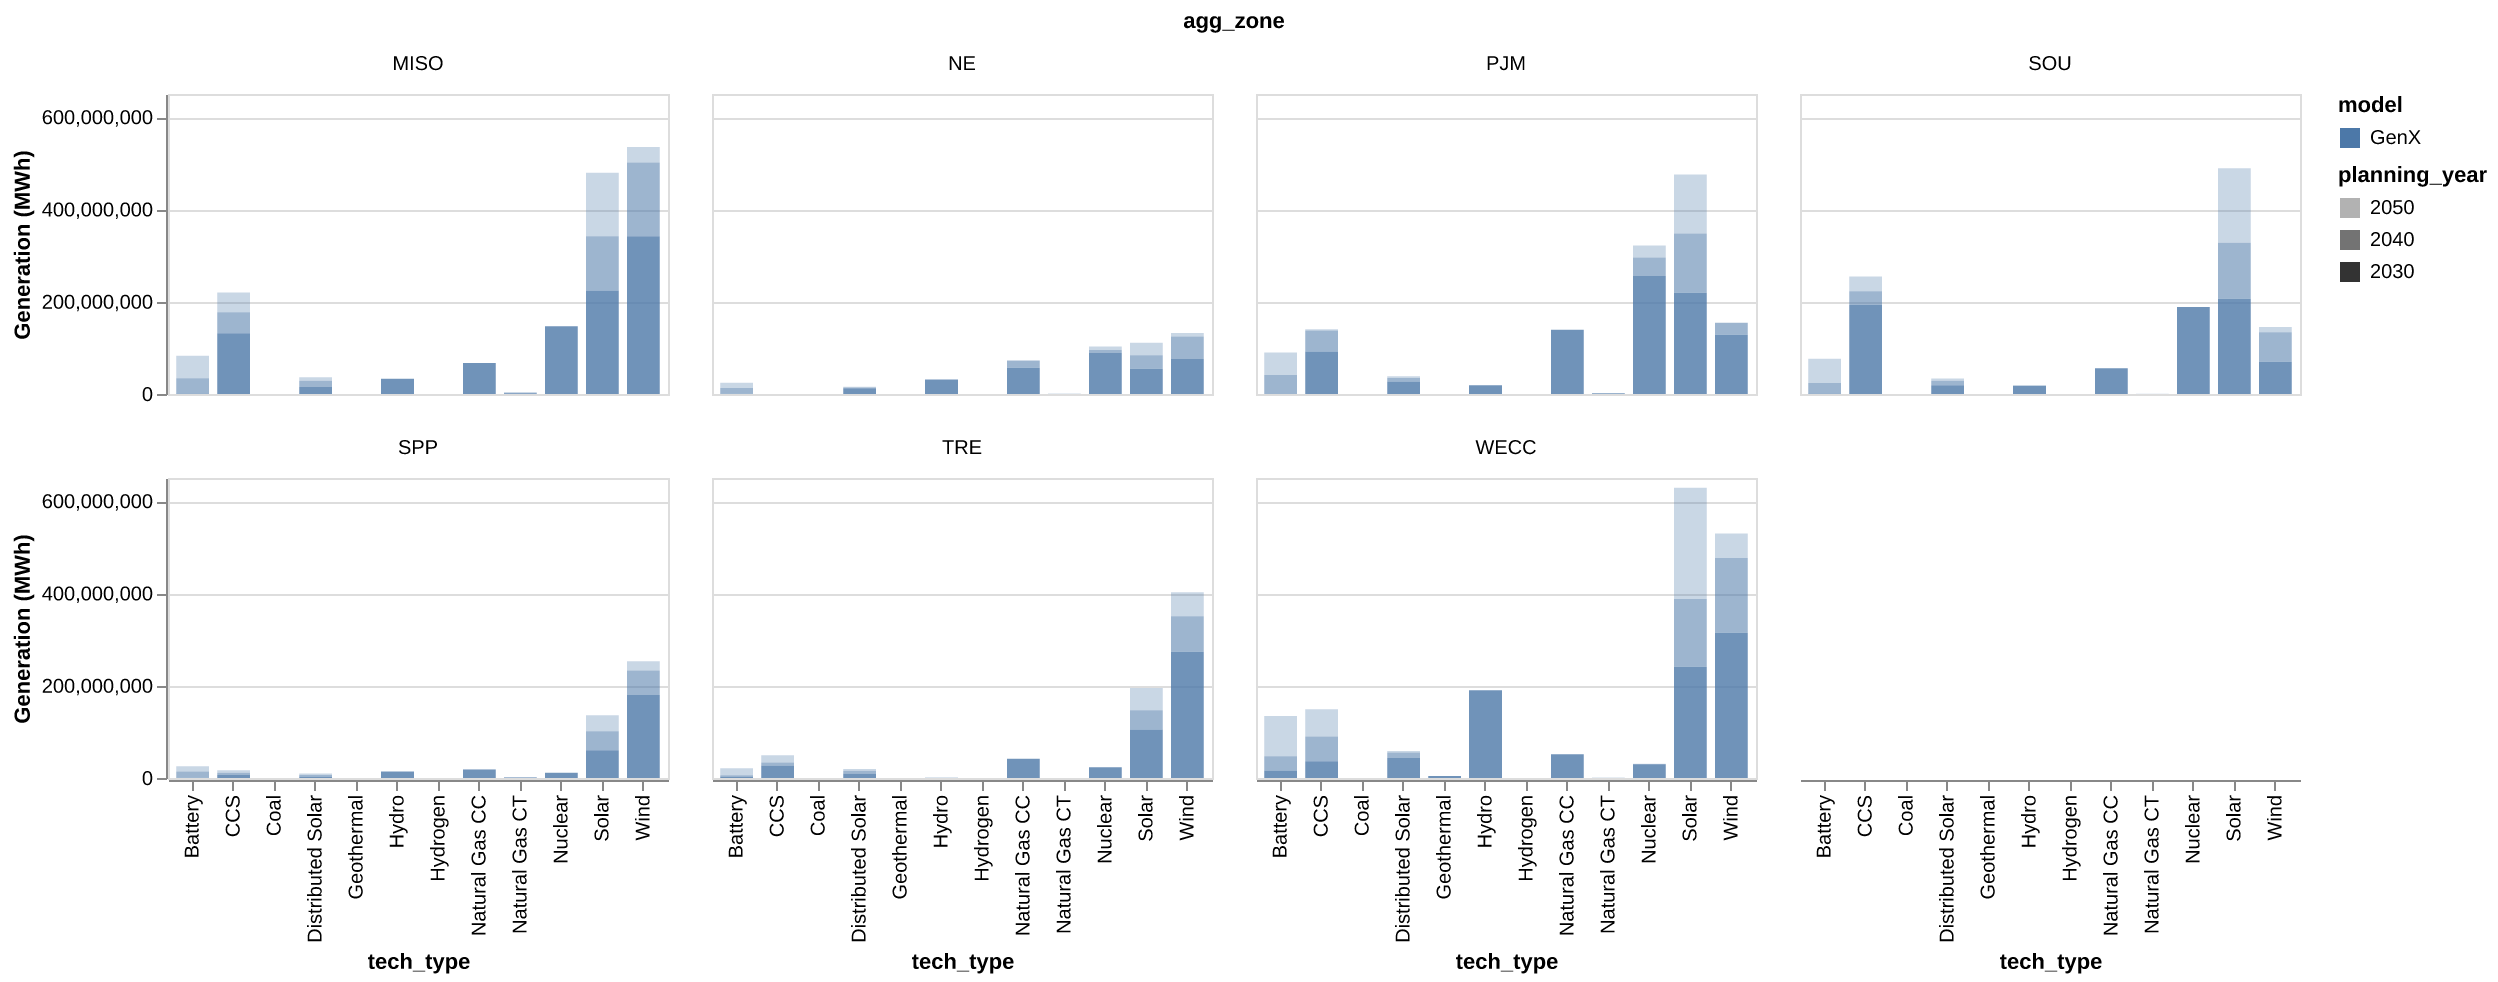 agg_zone
MISO
NE
PJM
SOU
Generation (MWh)
600,000,000
400,000,000
200,000,000
0
model
GenX
planning_year
2050
2040
2030
SPP
TRE
WECC
Generation (MWh)
600,000,000
400,000,000
200,000,000
0
Battery
CCS
Coal
Distributed Solar
Geothermal
Hydro
Hydrogen
Natural Gas CC
Natural Gas CT
Nuclear
Solar
Wind
tech_type
Battery
CCS
Coal
Distributed Solar
Geothermal
Hydro
Hydrogen
Natural Gas CC
Natural Gas CT
Nuclear
Solar
Wind
tech_type
Battery
CCS
Coal
Distributed Solar
Geothermal
Hydro
Hydrogen
Natural Gas CC
Natural Gas CT
Nuclear
Solar
Wind
tech_type
Battery
CCS
Coal
Distributed Solar
Geothermal
Hydro
Hydrogen
Natural Gas CC
Natural Gas CT
Nuclear
Solar
Wind
tech_type